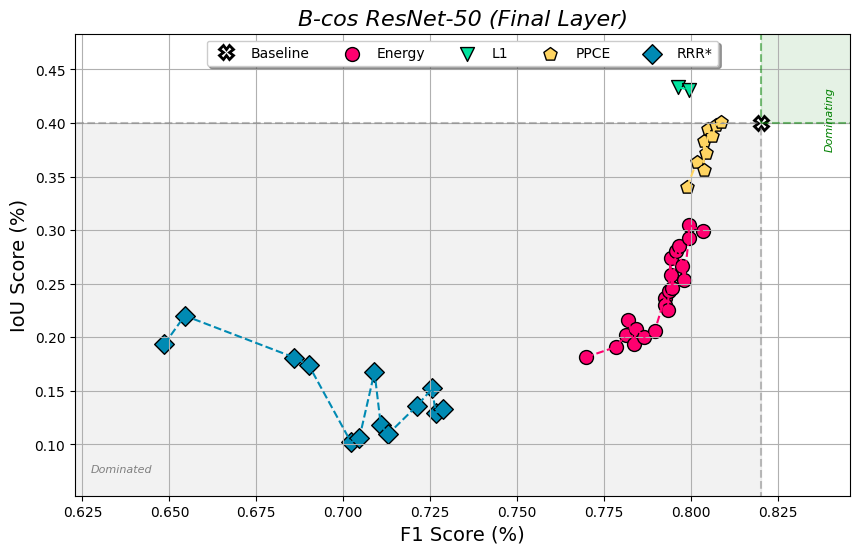 B-cos ResNet-50 (Final Layer)
Baseline Energy L1 PPCE RRR*
Dominating
Dominated
IoU Score (%)
0.45
0.40
0.35
0.30
0.25
0.20
0.15
0.10
0.625 0.650 0.675 0.700 0.725 0.750 0.775 0.800 0.825
F1 Score (%)